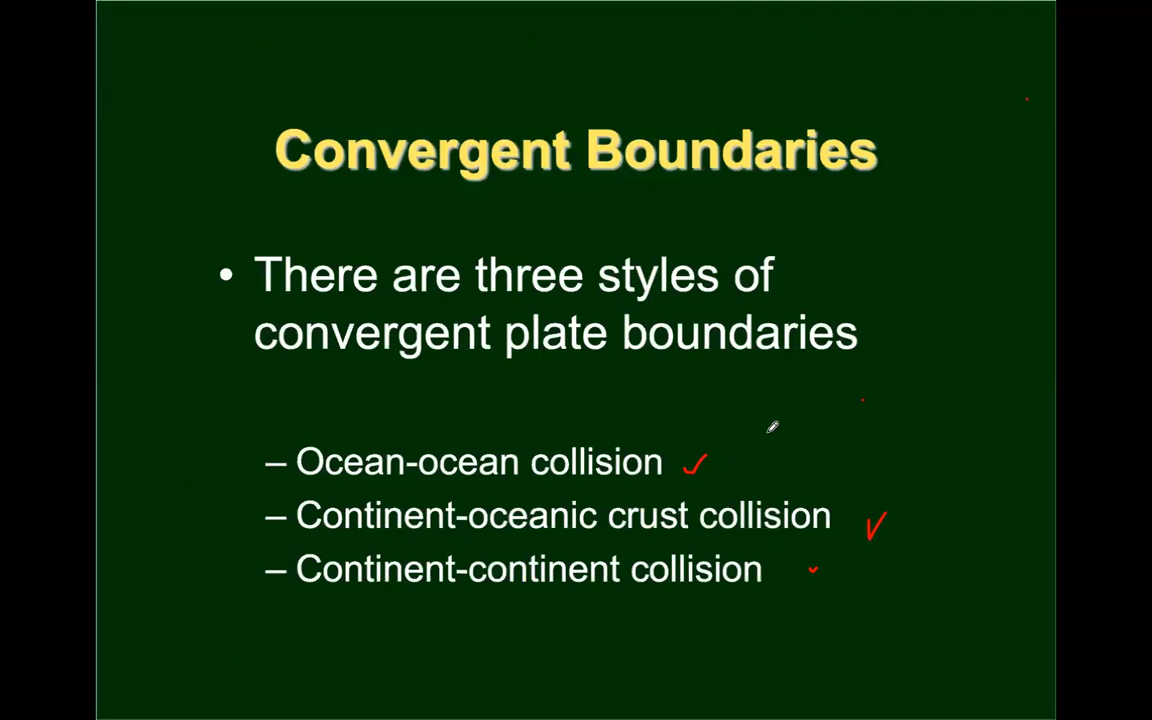 Convergent Boundaries
• There are three styles of
convergent plate boundaries
– Ocean-ocean collision
– Continent-oceanic crust collision
– Continent-continent collision